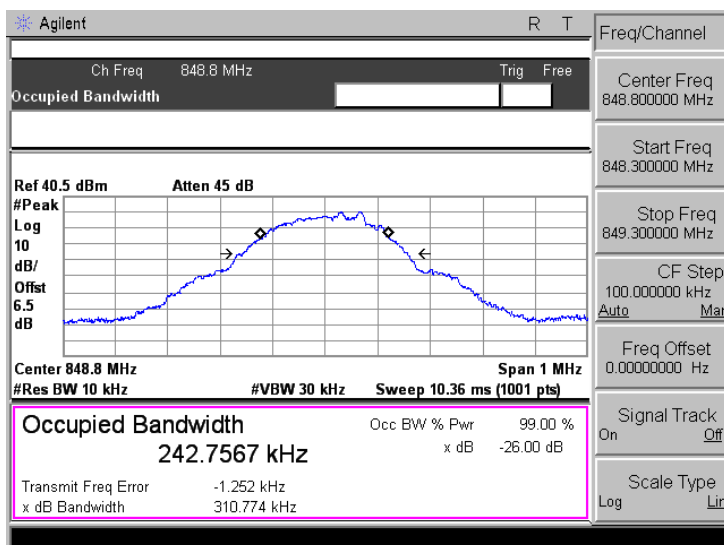 Agilent R T
Ch Freq 848.8 MHz Trig Free
Occupied Bandwidth
Ref 40.5 dBm Atten 45 dB
#Peak
Log
10
dB/
Offst
6.5
dB
Center 848.8 MHz Span 1 MHz
#Res BW 10 kHz #VBW 30 kHz Sweep 10.36 ms (1001 pts)
Occupied Bandwidth
242.7567 kHz
Occ BW % Pwr 99.00 %
x dB -26.00 dB
Transmit Freq Error -1.252 kHz
x dB Bandwidth 310.774 kHz
Freq/Channel
Center Freq
848.800000 MHz
Start Freq
848.300000 MHz
Stop Freq
849.300000 MHz
CF Step
100.000000 kHz
Auto Mar
Freq Offset
0.00000000 Hz
Signal Track
On Off
Scale Type
Log Lin